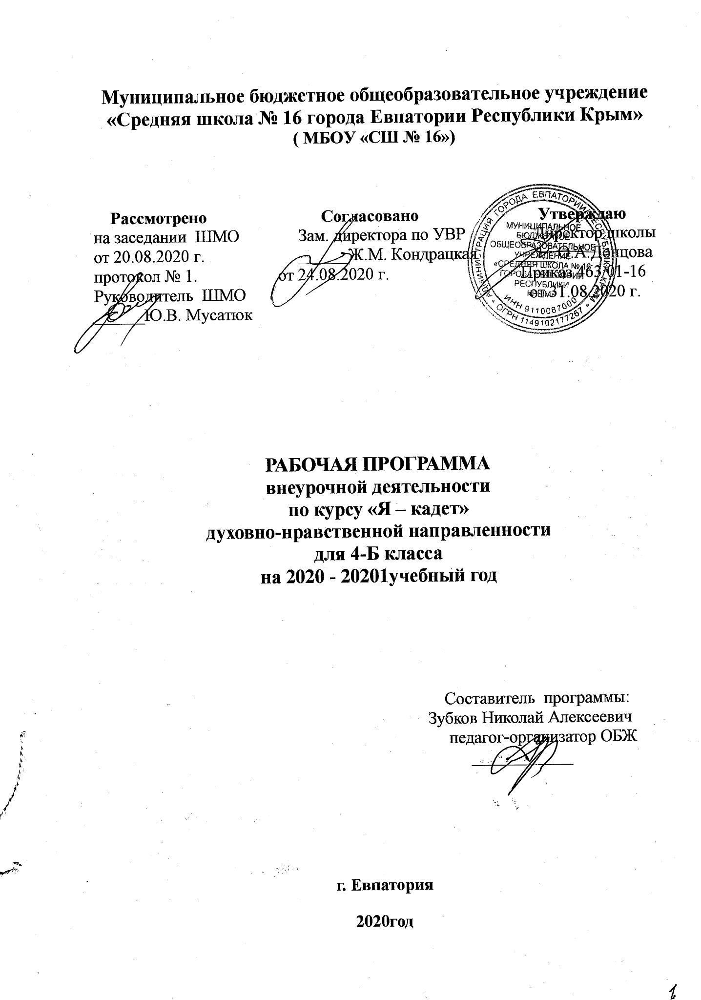 Муниципальное бюджетное общеобразовательное учреждение
«Средняя школа № 16 города Евпатории Республики Крым»
( МБОУ «СШ № 16»)
Рассмотрено
на заседании ШМО
от 20.08.2020 г.
протокол № 1.
Руководитель ШМО
______Ю.В. Мусатюк
Согласовано
Зам. директора по УВР
______Ж.М. Кондрацкая
от 24.08.2020 г.
Утверждаю
Директор школы
О.А.Донцова
Приказ 463/01-16
от 31.08.2020 г.
АДМИНИСТРАЦИЯ ГОРОДА ЕВПАТОРИИ РЕСПУБЛИКИ КРЫМ
* ОГРН 1149102177267 *
ИНН 9110087000
МУНИЦИПАЛЬНОЕ
БЮДЖЕТНОЕ
ОБЩЕОБРАЗОВАТЕЛЬНОЕ
УЧРЕЖДЕНИЕ
«СРЕДНЯЯ ШКОЛА № 16
ГОРОДА ЕВПАТОРИИ
РЕСПУБЛИКИ
КРЫМ»
РАБОЧАЯ ПРОГРАММА
внеурочной деятельности
по курсу «Я – кадет»
духовно-нравственной направленности
для 4-Б класса
на 2020 - 20201учебный год
Составитель программы:
Зубков Николай Алексеевич
педагог-организатор ОБЖ
г. Евпатория
2020год
1